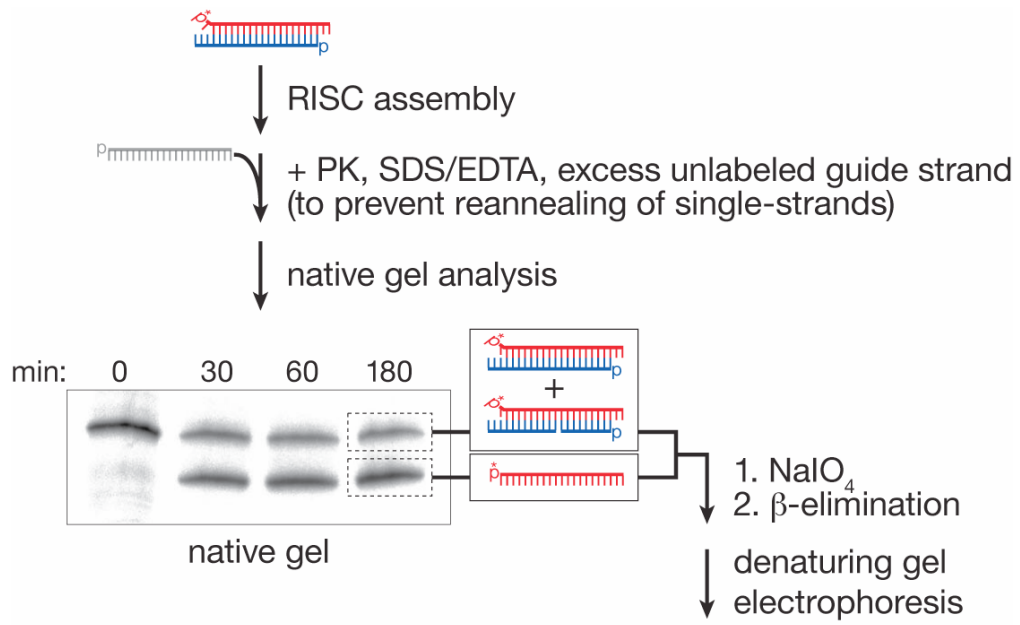 p*
p
RISC assembly
p
+ PK, SDS/EDTA, excess unlabeled guide strand
(to prevent reannealing of single-strands)
native gel analysis
min: 0 30 60 180
p*
p
+
p*
p
p*
native gel
1. NaIO4
2. β-elimination
denaturing gel
electrophoresis